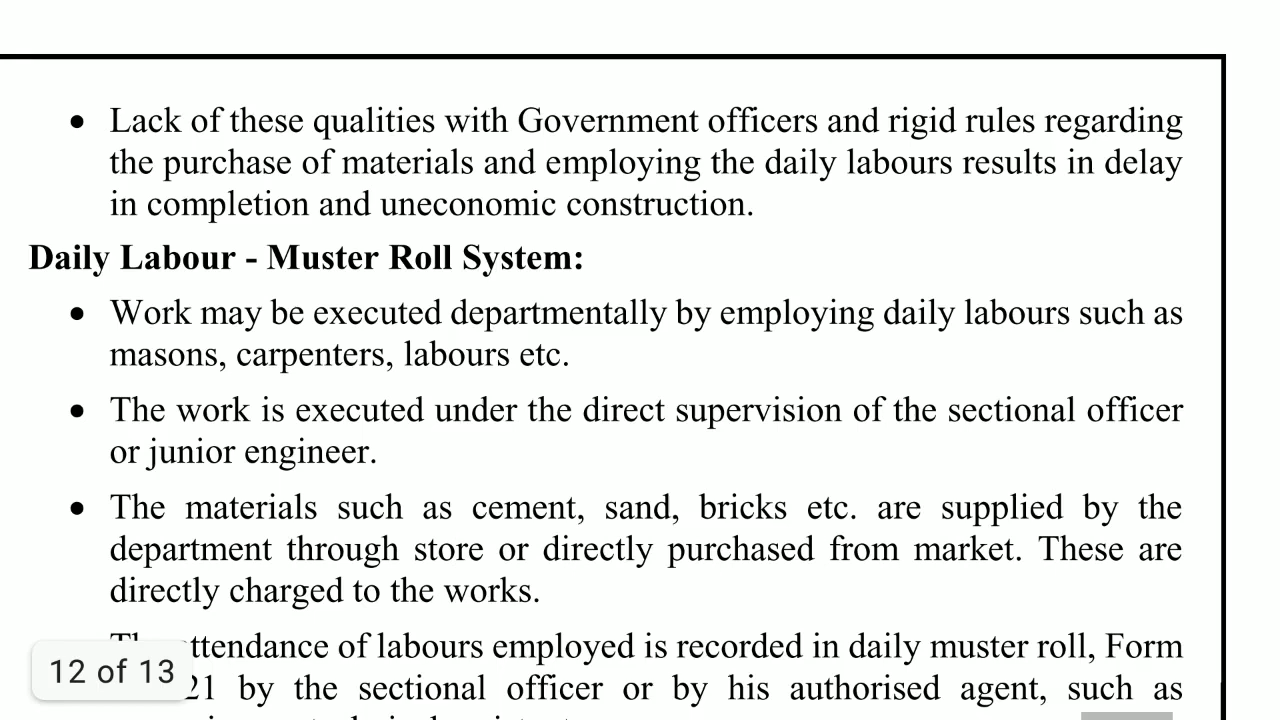 Lack of these qualities with Government officers and rigid rules regarding
the purchase of materials and employing the daily labours results in delay
in completion and uneconomic construction.
Daily Labour - Muster Roll System:
Work may be executed departmentally by employing daily labours such as
masons, carpenters, labours etc.
The work is executed under the direct supervision of the sectional officer
or junior engineer.
The materials such as cement, sand, bricks etc. are supplied by the
department through store or directly purchased from market. These are
directly charged to the works.
attendance of labours employed is recorded in daily muster roll, Form
21 by the sectional officer or by his authorised agent, such as
12 of 13